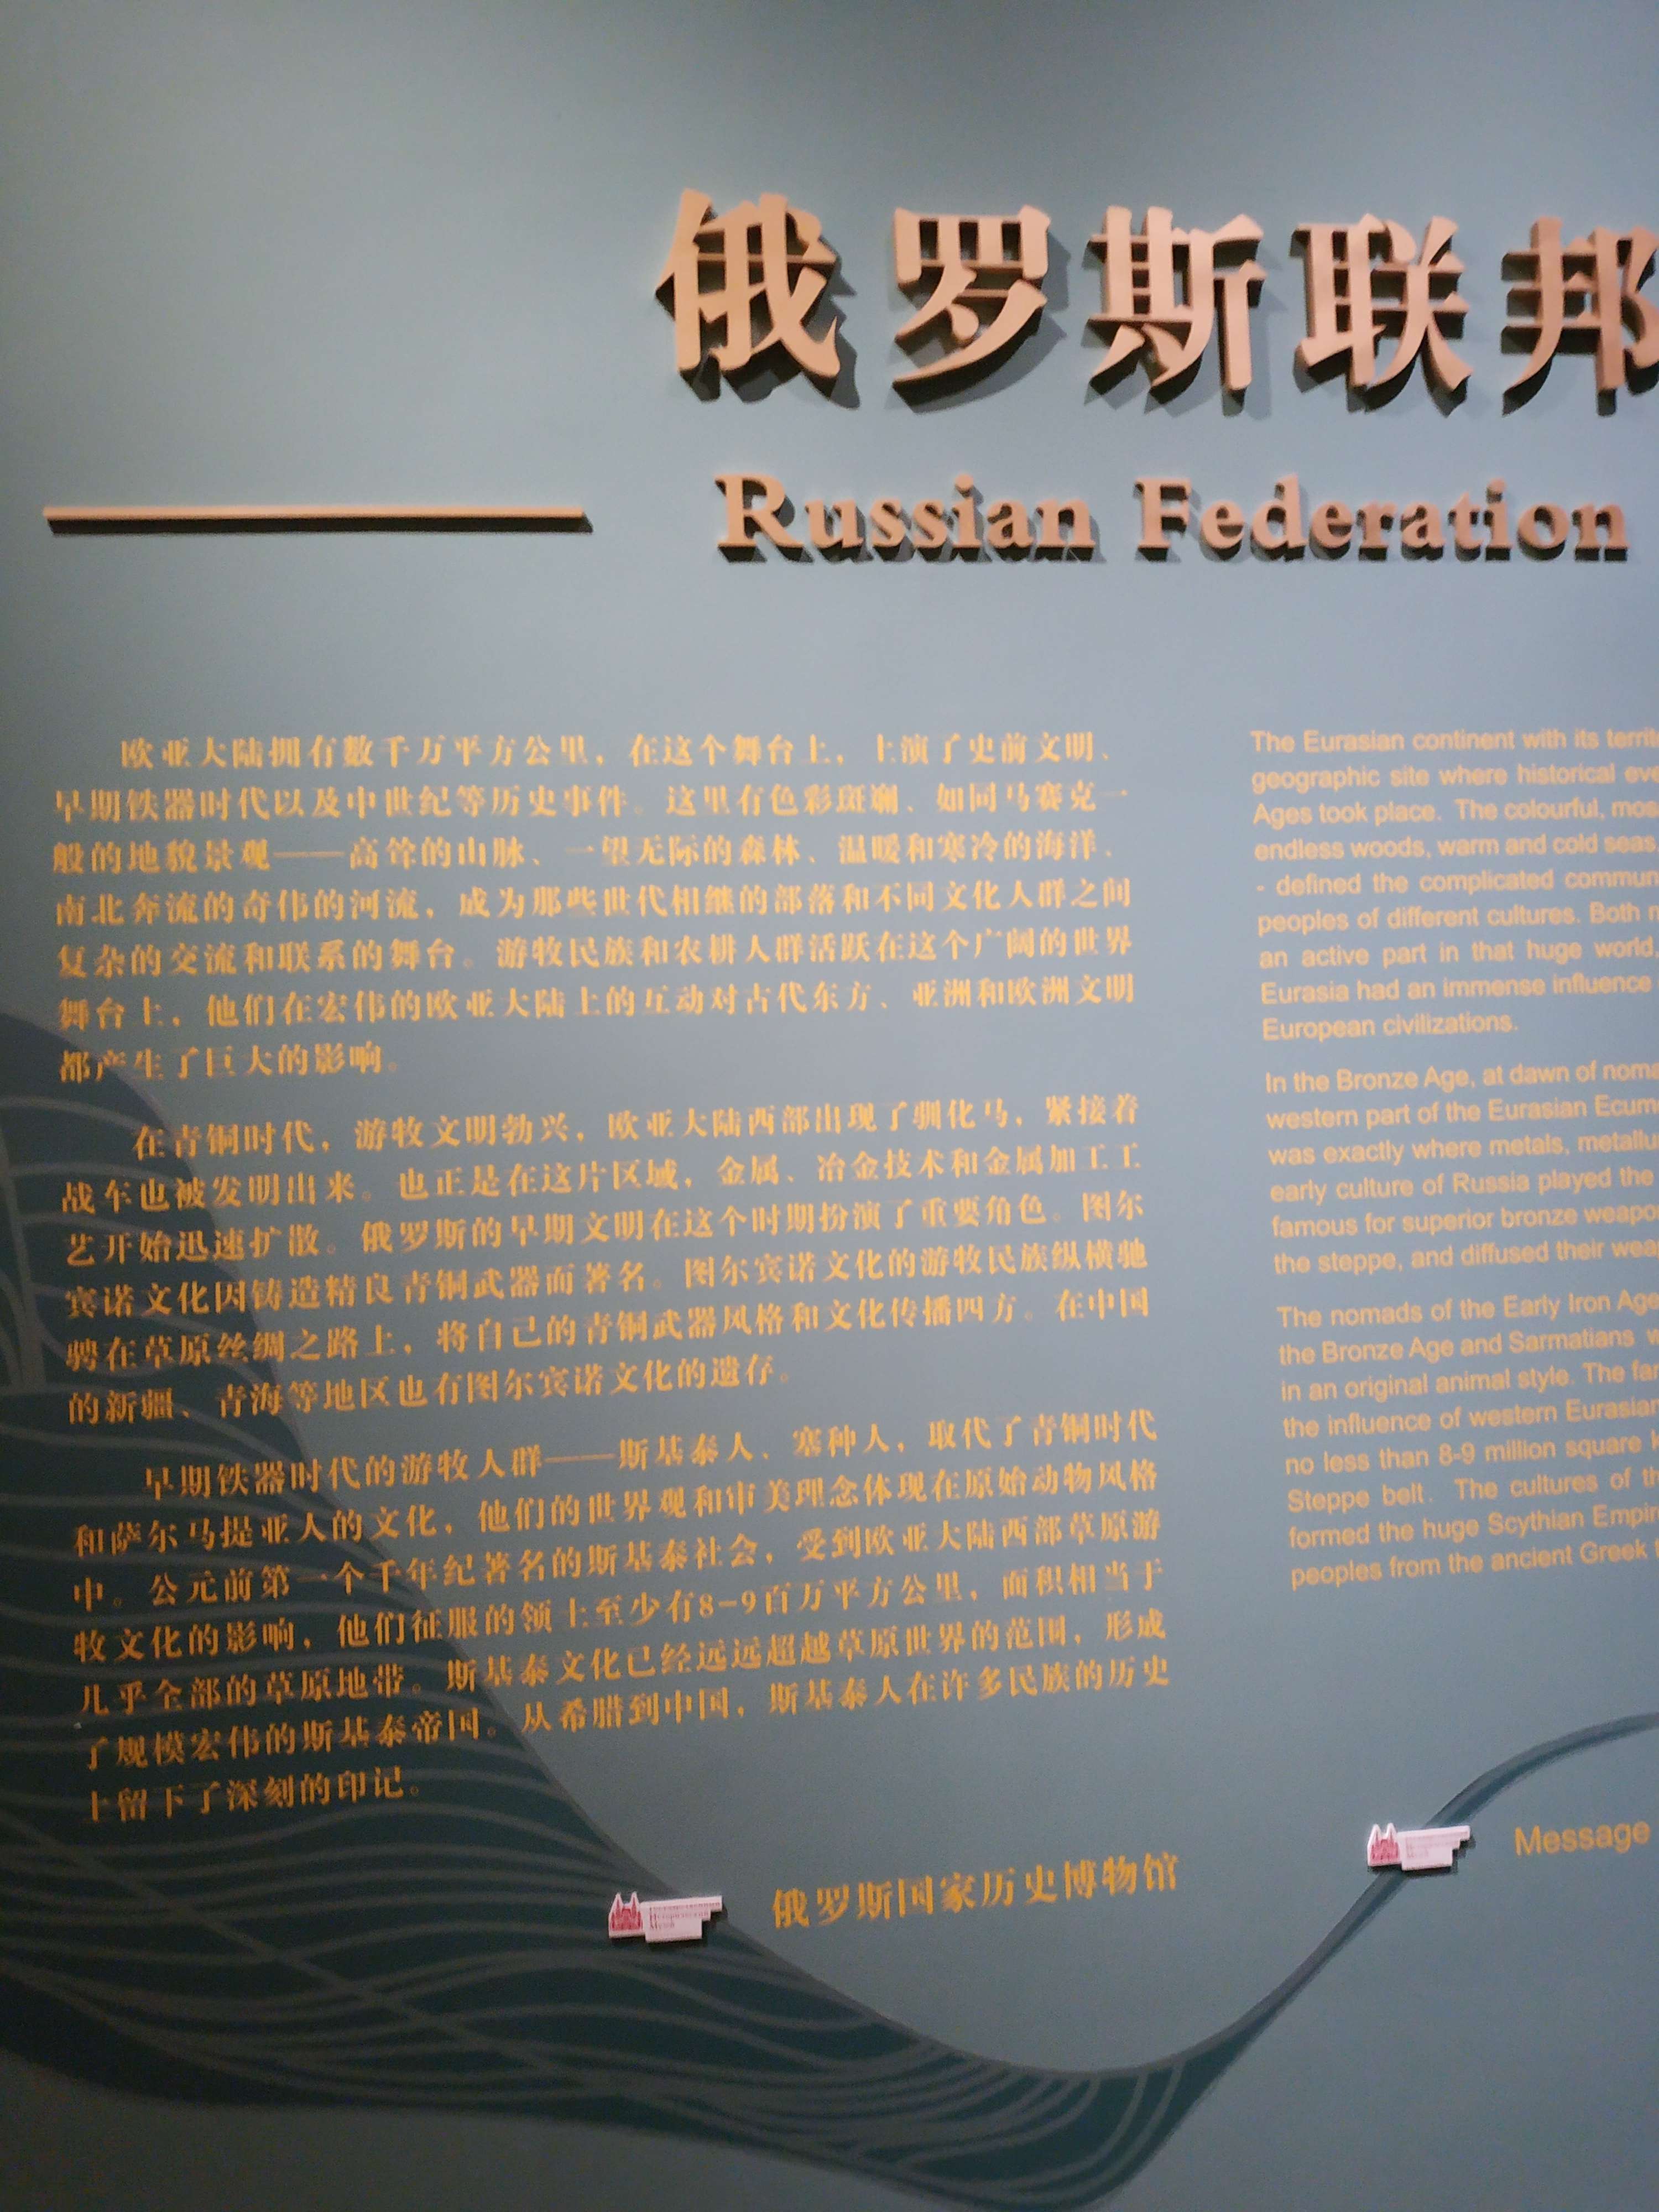 俄罗斯联邦
Russian Federation
欧亚大陆拥有数千万平方公里，在这个舞台上，上演了史前文明、
早期铁器时代以及中世纪等历史事件。这里有色彩斑斓、如同马赛克一
般的地貌景观——高耸的山脉、一望无际的森林、温暖和寒冷的海洋、
南北奔流的奇伟的河流，成为那些世代相继的部落和不同文化人群之间
复杂的交流和联系的舞台。游牧民族和农耕人群活跃在这个广阔的世界
舞台上，他们在宏伟的欧亚大陆上的互动对古代东方、亚洲和欧洲文明
都产生了巨大的影响。
在青铜时代，游牧文明勃兴，欧亚大陆西部出现了驯化马，紧接着
战车也被发明出来。也正是在这片区域，金属、冶金技术和金属加工工
艺开始迅速扩散。俄罗斯的早期文明在这个时期扮演了重要角色。图尔
宾诺文化因铸造精良青铜武器而著名。图尔宾诺文化的游牧民族纵横驰
骋在草原丝绸之路上，将自己的青铜武器风格和文化传播四方。在中国
的新疆、青海等地区也有图尔宾诺文化的遗存。
早期铁器时代的游牧人群——斯基泰人、塞种人，取代了青铜时代
和萨尔马提亚人的文化，他们的世界观和审美理念体现在原始动物风格
中。公元前第一个千年纪著名的斯基泰社会，受到欧亚大陆西部草原游
牧文化的影响，他们征服的领土至少有8-9百万平方公里，面积相当于
几乎全部的草原地带。斯基泰文化已经远远超越草原世界的范围，形成
了规模宏伟的斯基泰帝国。从希腊到中国，斯基泰人在许多民族的历史
上留下了深刻的印记。
俄罗斯国家历史博物馆
The Eurasian continent with its
geographic site where historical
Ages took place. The colourful,
endless woods, warm and cold seas,
- defined the complicated
peoples of different cultures. Both
an active part in that huge world,
Eurasia had an immense influence
European civilizations.
In the Bronze Age, at dawn of
western part of the Eurasian
was exactly where metals,
early culture of Russia played the
famous for superior bronze
the steppe, and diffused their
The nomads of the Early Iron Age
the Bronze Age and Sarmatians
in an original animal style. The
the influence of western
no less than 8-9 million square
Steppe belt. The cultures of
formed the huge Scythian
peoples from the ancient Greek
Message